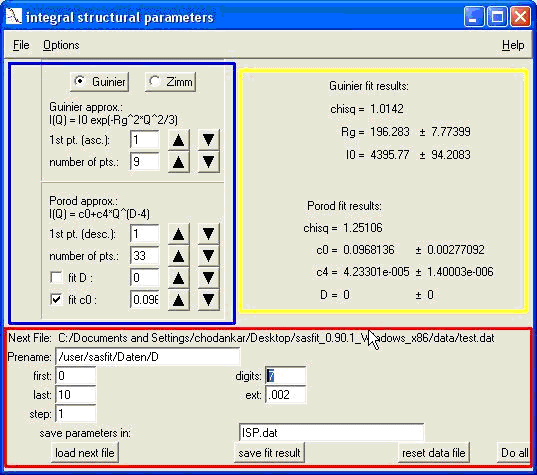 integral structural parameters
File Options Help
Guinier Zimm
Guinier approx.:
I(Q) = I0 exp(-Rg^2*Q^2/3)
1st pt. (asc.): 1
number of pts.: 9
Porod approx.:
I(Q) = c0+c4*Q^(D-4)
1st pt. (desc.): 1
number of pts.: 33
fit D : 0
fit c0 : 0.096
Guinier fit results:
chisq = 1.0142
Rg = 196.283 ± 7.77399
I0 = 4395.77 ± 94.2083
Porod fit results:
chisq = 1.25106
c0 = 0.0968136 ± 0.00277092
c4 = 4.23301e-005 ± 1.40003e-006
D = 0 ± 0
Next File: C:/Documents and Settings/chodankar/Desktop/sasfit_0.90.1_Windows_x86/data/test.dat
Prename: /user/sasfit/Daten/D
first: 0 digits: 7
last: 10 ext: .002
step: 1
save parameters in: ISP.dat
load next file save fit result reset data file Do all